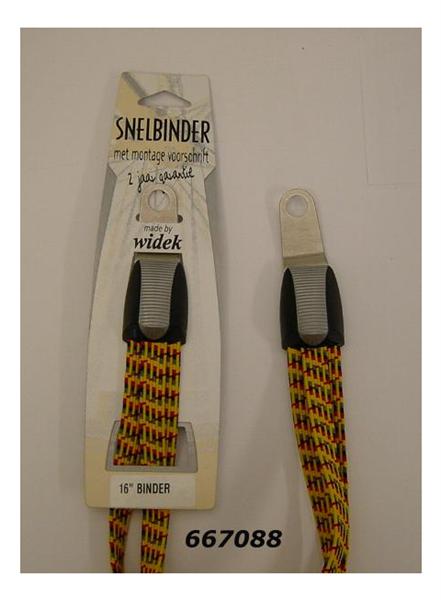 SNELBINDER
met montage voorschrift
2 jaar garantie
made by
widek
16" BINDER
667088